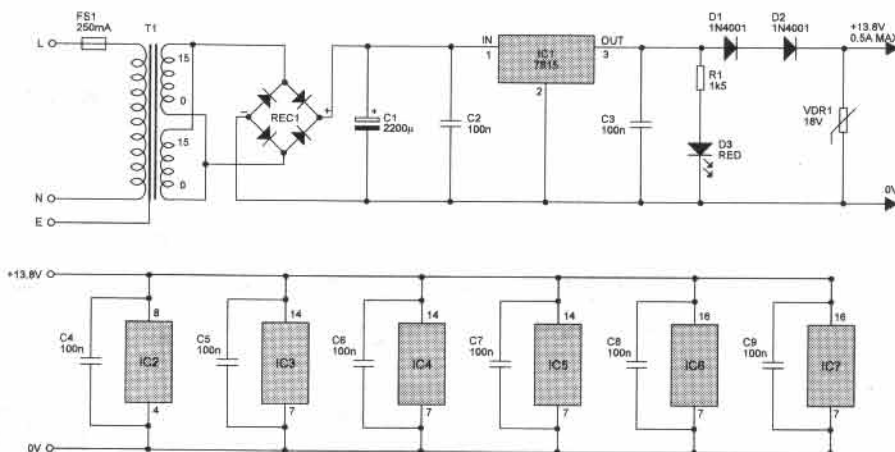 FS1
250mA
L
T1
15
0
15
0
N
E
REC1
−
+
+
C1
2200µ
C2
100n
IN
1
IC1
7815
OUT
3
2
C3
100n
R1
1k5
D3
RED
D1
1N4001
D2
1N4001
+13.8V
0.5A MAX
VDR1
18V
0V
+13.8V
C4
100n
8
IC2
4
C5
100n
14
IC3
7
C6
100n
14
IC4
7
C7
100n
14
IC5
7
C8
100n
16
IC6
7
C9
100n
16
IC7
7
0V